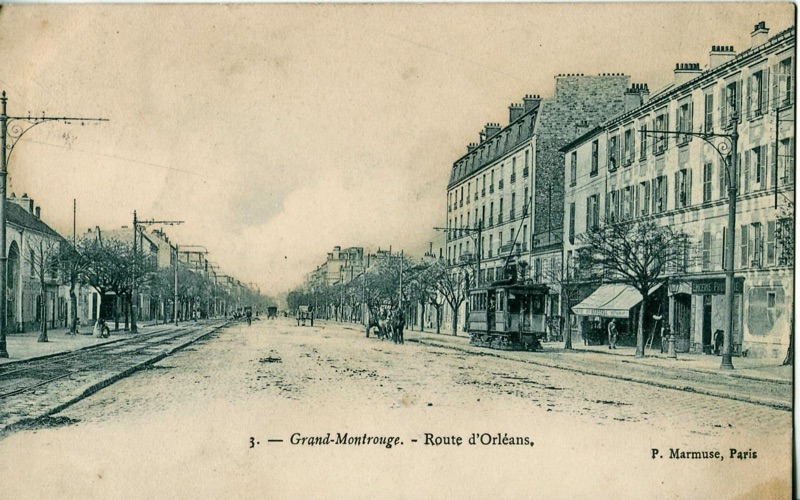 3. — Grand-Montrouge. - Route d'Orléans.
P. Marmuse, Paris